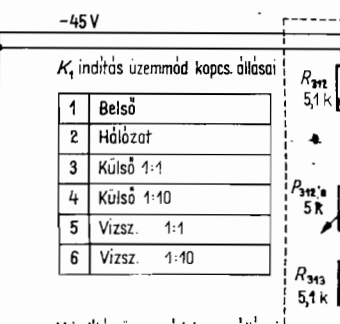 -45 V
K₁ indítás üzemmód kopcs. állásai
1 Belső
2 Hálózat
3 Külső 1:1
4 Külső 1:10
5 Vizsz. 1:1
6 Vizsz. 1:10
R₃₁₂
5,1 k
P₃₁₂/a
5 k
R₃₁₃
5,1 k